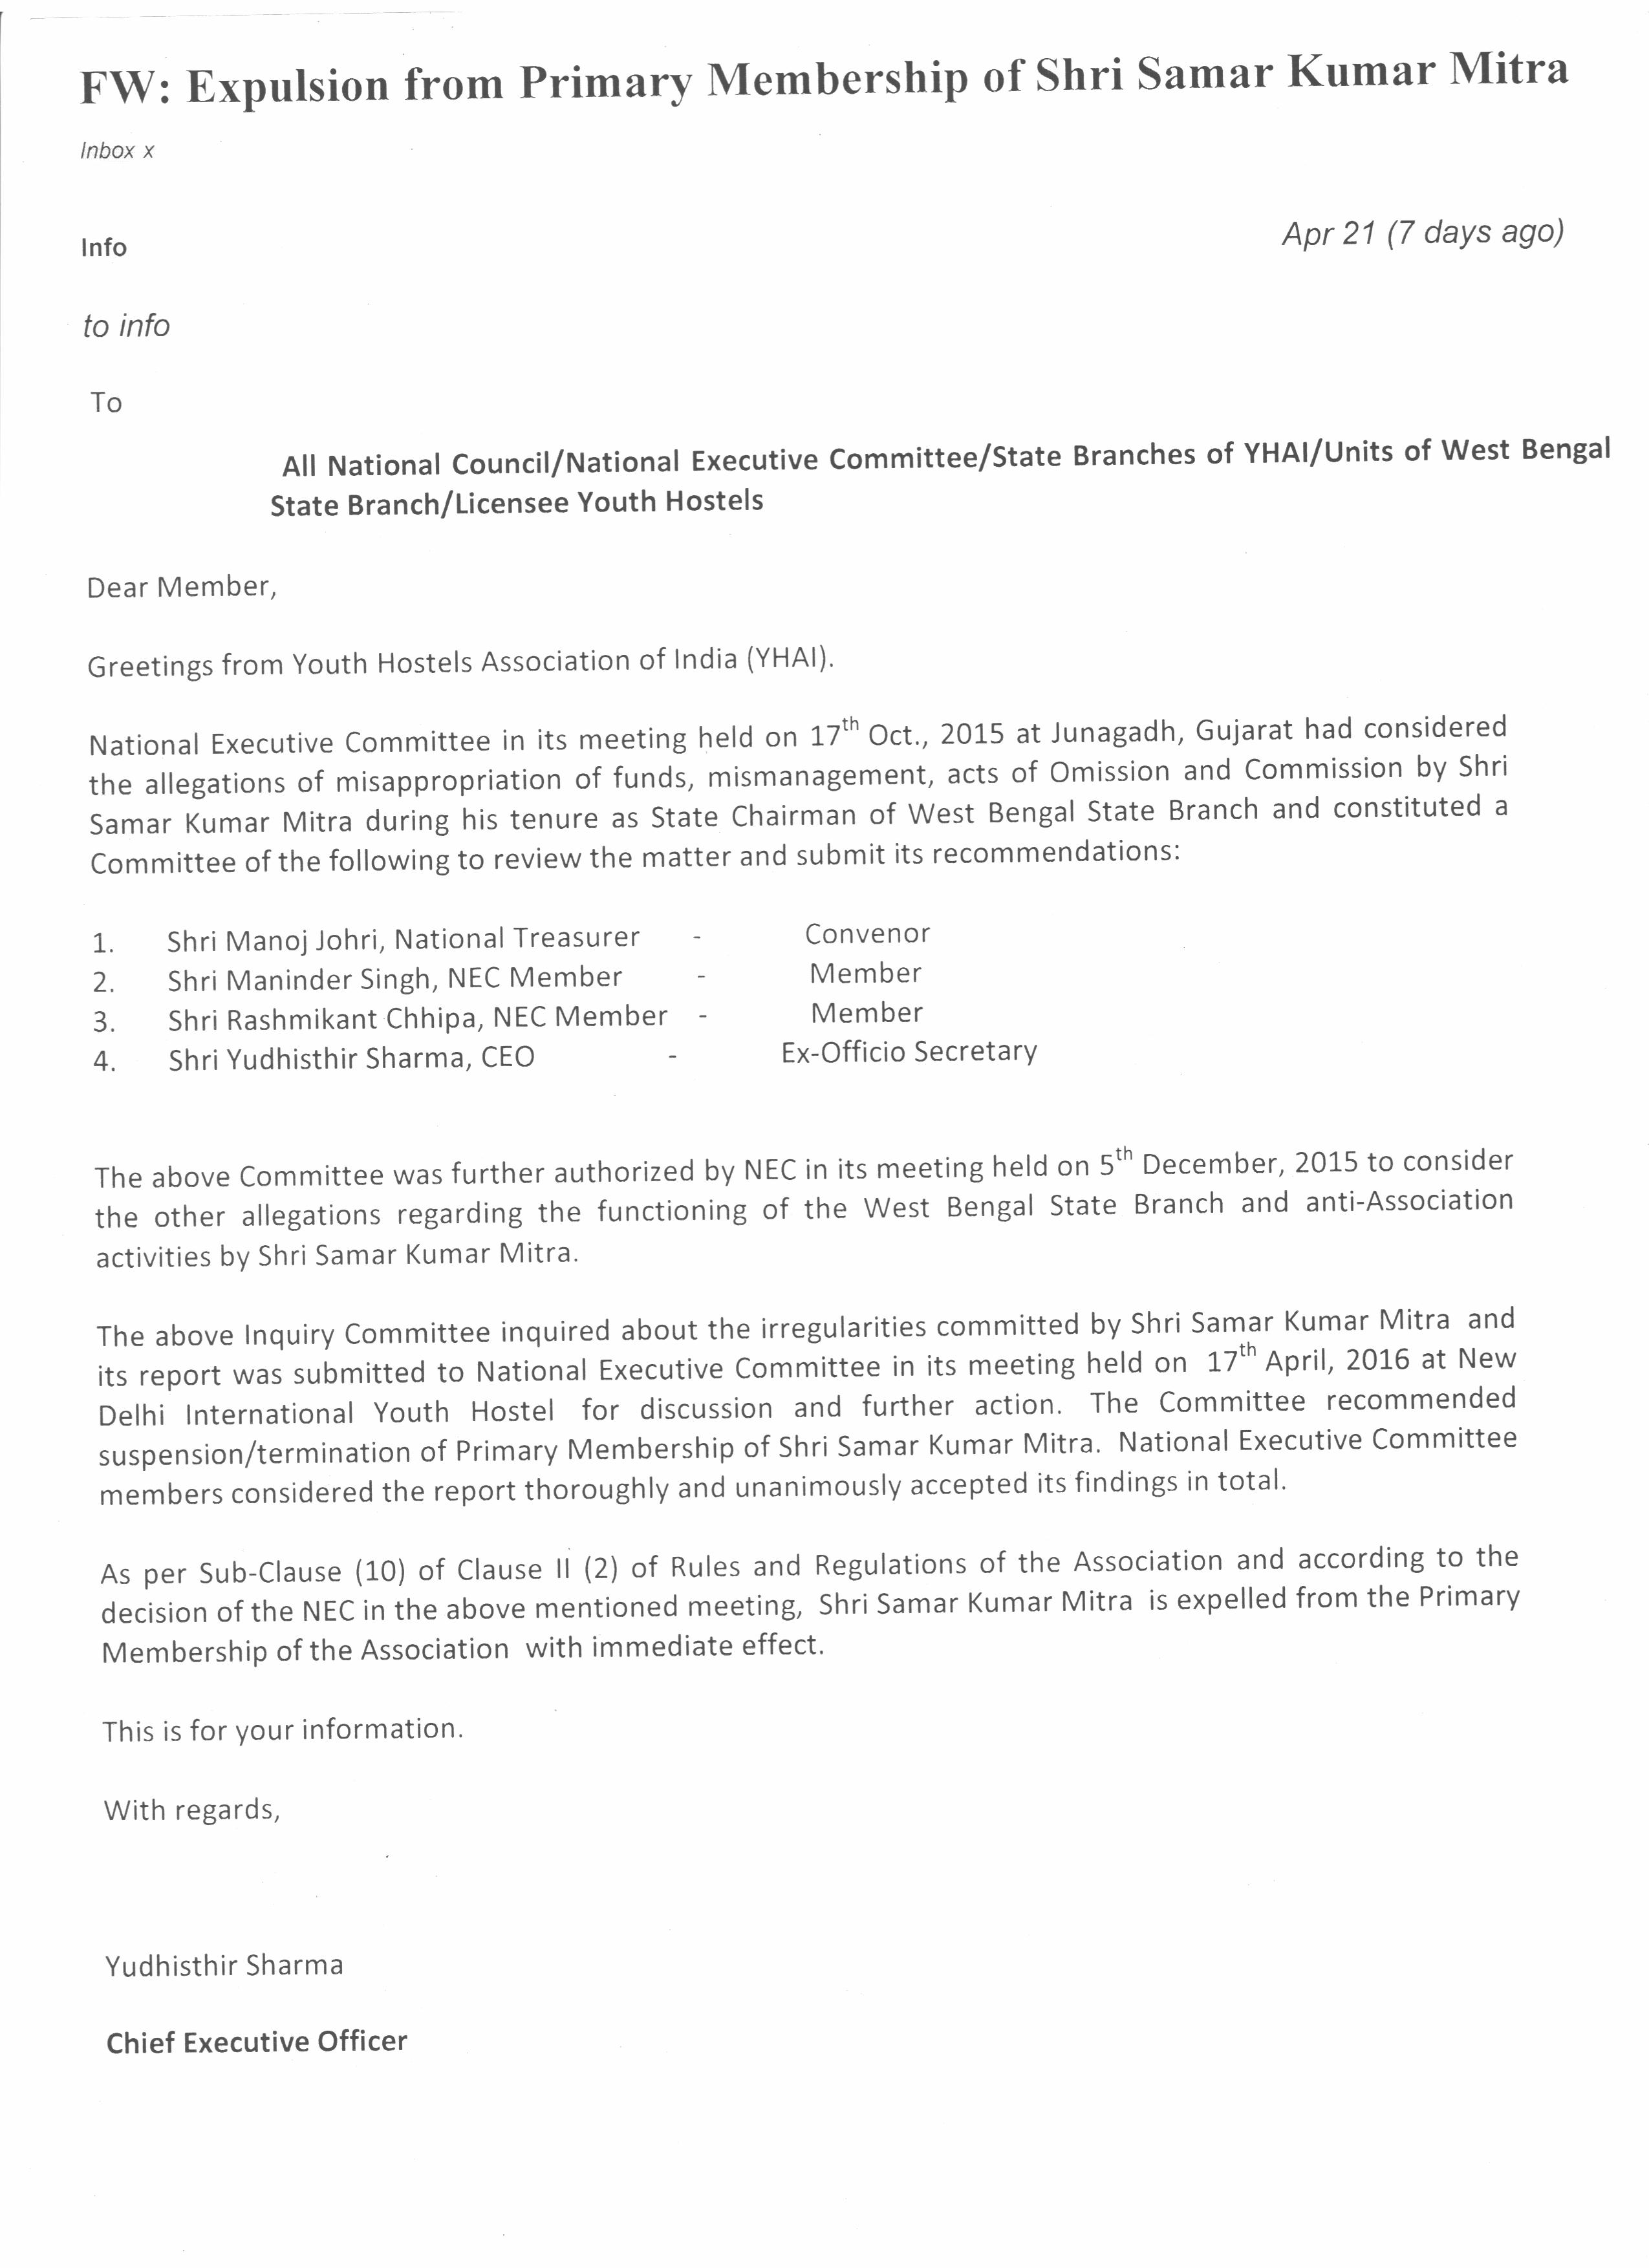 FW: Expulsion from Primary Membership of Shri Samar Kumar Mitra
Inbox x
Info
Apr 21 (7 days ago)
to info
To
All National Council/National Executive Committee/State Branches of YHAI/Units of West Bengal
State Branch/Licensee Youth Hostels
Dear Member,
Greetings from Youth Hostels Association of India (YHAI).
National Executive Committee in its meeting held on 17th Oct., 2015 at Junagadh, Gujarat had considered
the allegations of misappropriation of funds, mismanagement, acts of Omission and Commission by Shri
Samar Kumar Mitra during his tenure as State Chairman of West Bengal State Branch and constituted a
Committee of the following to review the matter and submit its recommendations:
1. Shri Manoj Johri, National Treasurer - Convenor
2. Shri Maninder Singh, NEC Member - Member
3. Shri Rashmikant Chhipa, NEC Member - Member
4. Shri Yudhisthir Sharma, CEO - Ex-Officio Secretary
The above Committee was further authorized by NEC in its meeting held on 5th December, 2015 to consider
the other allegations regarding the functioning of the West Bengal State Branch and anti-Association
activities by Shri Samar Kumar Mitra.
The above Inquiry Committee inquired about the irregularities committed by Shri Samar Kumar Mitra and
its report was submitted to National Executive Committee in its meeting held on 17th April, 2016 at New
Delhi International Youth Hostel for discussion and further action. The Committee recommended
suspension/termination of Primary Membership of Shri Samar Kumar Mitra. National Executive Committee
members considered the report thoroughly and unanimously accepted its findings in total.
As per Sub-Clause (10) of Clause II (2) of Rules and Regulations of the Association and according to the
decision of the NEC in the above mentioned meeting, Shri Samar Kumar Mitra is expelled from the Primary
Membership of the Association with immediate effect.
This is for your information.
With regards,
Yudhisthir Sharma
Chief Executive Officer